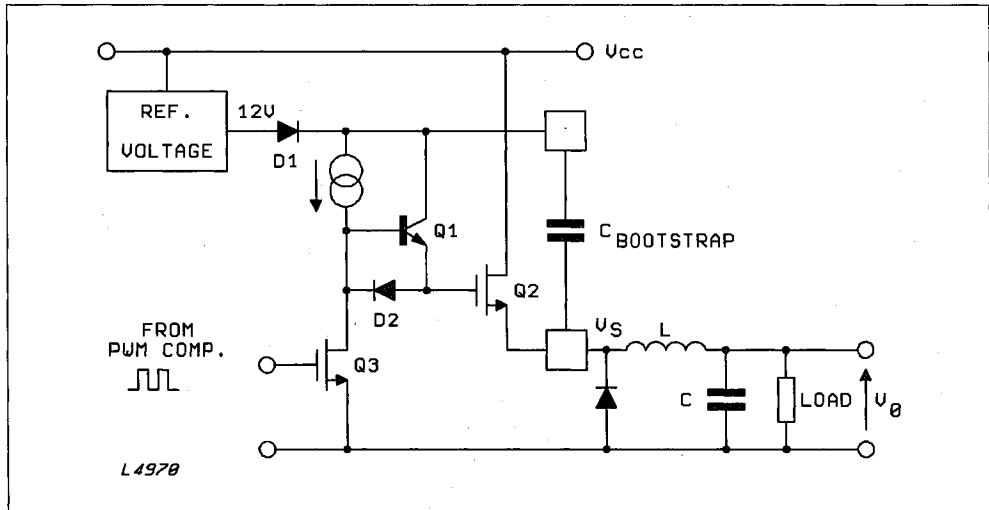 Vcc
REF.
VOLTAGE
12V
D1
Q1
C BOOTSTRAP
D2
Q2
FROM
PWM COMP.
Q3
VS
L
C
LOAD
V0
L4970